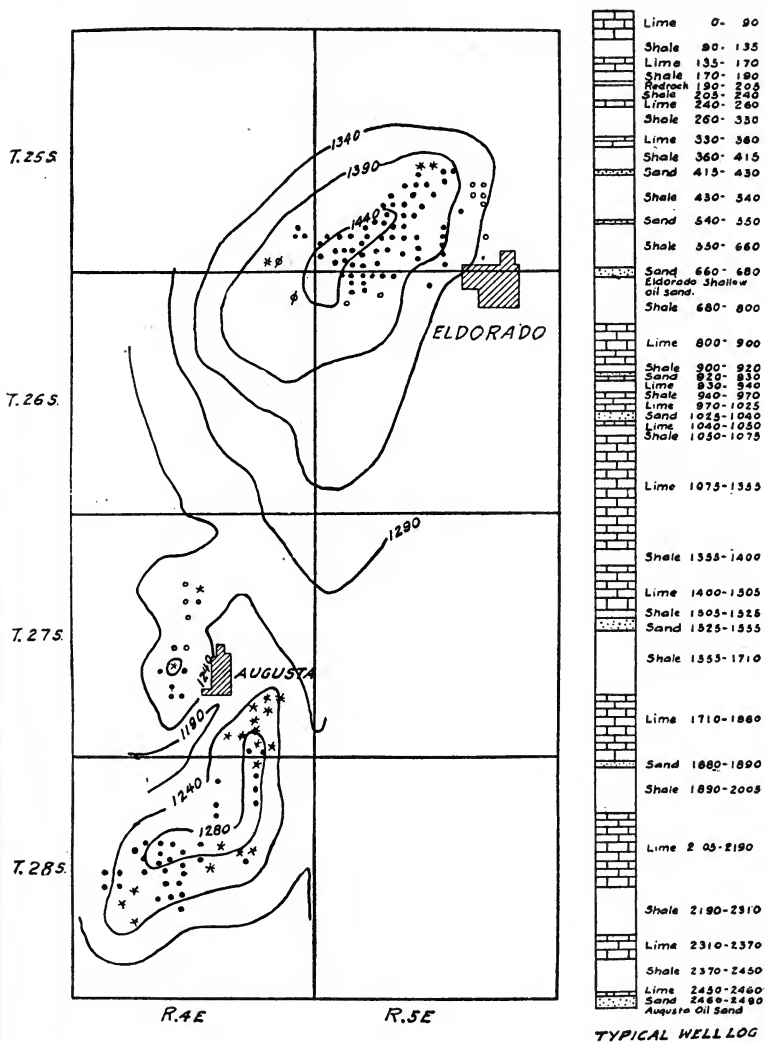 T.25S.
T.26S.
T.27S.
T.28S.
1340
1390
1440
ELDORADO
1290
1240
AUGUSTA
1190
1240
1280
R.4E
R.5E
Lime 0- 90
Shale 90- 135
Lime 135- 170
Shale 170- 190
Redrock 190- 205
Shale 205- 240
Lime 240- 260
Shale 260- 330
Lime 330- 360
Shale 360- 415
Sand 415- 430
Shale 430- 540
Sand 540- 550
Shale 550- 660
Sand 660- 680
Eldorado Shallow
oil sand.
Shale 680- 800
Lime 800- 900
Shale 900- 920
Sand 920- 930
Lime 930- 940
Shale 940- 970
Lime 970-1025
Sand 1025-1040
Lime 1040-1050
Shale 1050-1075
Lime 1075-1355
Shale 1355-1400
Lime 1400-1505
Shale 1505-1525
Sand 1525-1555
Shale 1555-1710
Lime 1710-1880
Sand 1880-1890
Shale 1890-2005
Lime 2 05-2190
Shale 2190-2310
Lime 2310-2370
Shale 2370-2450
Lime 2450-2460
Sand 2460-2490
Augusta Oil Sand
TYPICAL WELL LOG